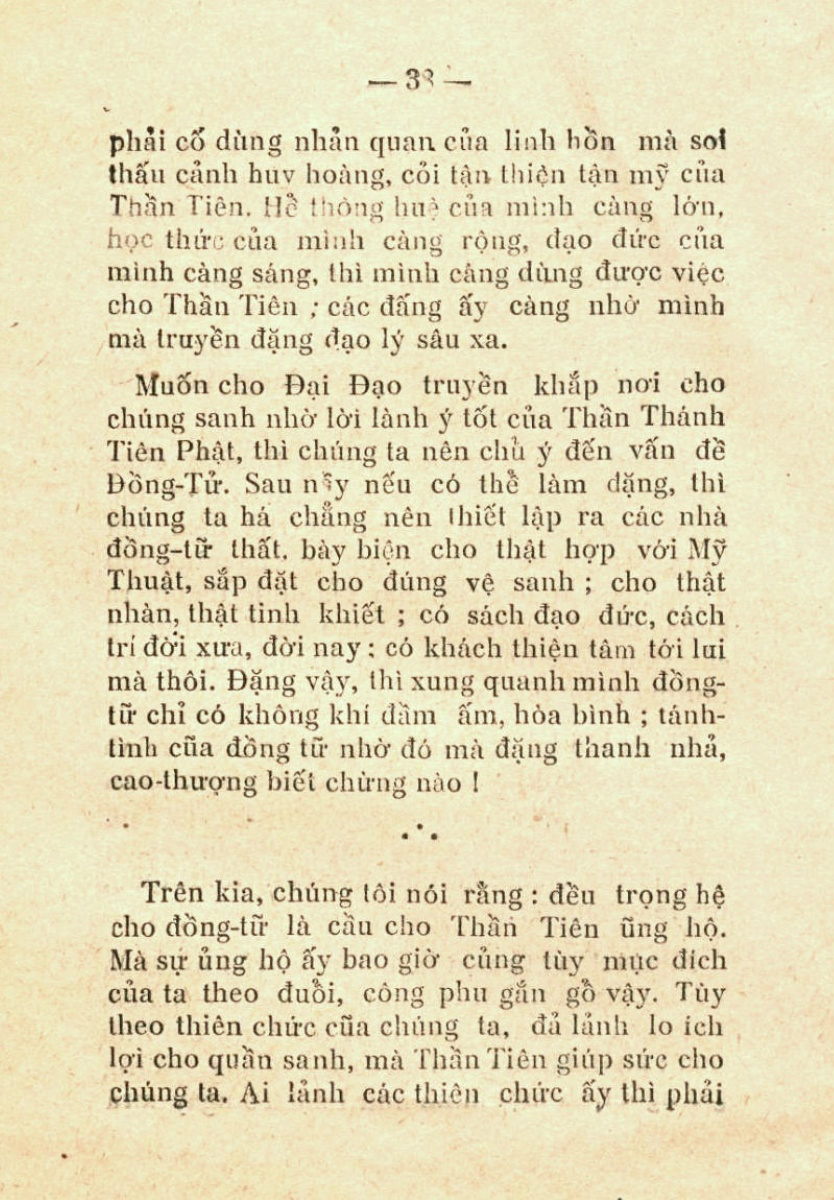 — 38 —
phải cố dùng nhản quan của linh hồn mà soi
thấu cảnh huy hoàng, cỏi tận thiện tận mỹ của
Thần Tiên. Hễ thông huệ của mình càng lớn,
học thức của mình càng rộng, đạo đức của
mình càng sáng, thì mình càng dùng được việc
cho Thần Tiên ; các đấng ấy càng nhờ mình
mà truyền đặng đạo lý sâu xa.
Muốn cho Đại Đạo truyền khắp nơi cho
chúng sanh nhờ lời lành ý tốt của Thần Thánh
Tiên Phật, thì chúng ta nên chủ ý đến vấn đề
Đồng-Tử. Sau nầy nếu có thể làm đặng, thì
chúng ta há chẳng nên thiết lập ra các nhà
đồng-tữ thất. bày biện cho thật hợp với Mỹ
Thuật, sắp đặt cho đúng vệ sanh ; cho thật
nhàn, thật tinh khiết ; có sách đạo đức, cách
trí đời xưa, đời nay ; có khách thiện tâm tới lui
mà thôi. Đặng vậy, thì xung quanh mình đồng-
tữ chỉ có không khí đầm ấm, hòa bình ; tánh-
tình cũa đồng tữ nhờ đó mà đặng thanh nhả,
cao-thượng biết chừng nào !
Trên kia, chúng tôi nói rằng : đều trọng hệ
cho đồng-tữ là cầu cho Thần Tiên ũng hộ.
Mà sự ủng hộ ấy bao giờ củng tùy mục đích
của ta theo đuổi, công phu gắn gồ vậy. Tùy
theo thiên chức cũa chúng ta, đả lảnh lo ích
lợi cho quần sanh, mà Thần Tiên giúp sức cho
chúng ta. Ai lảnh các thiên chức ấy thì phải